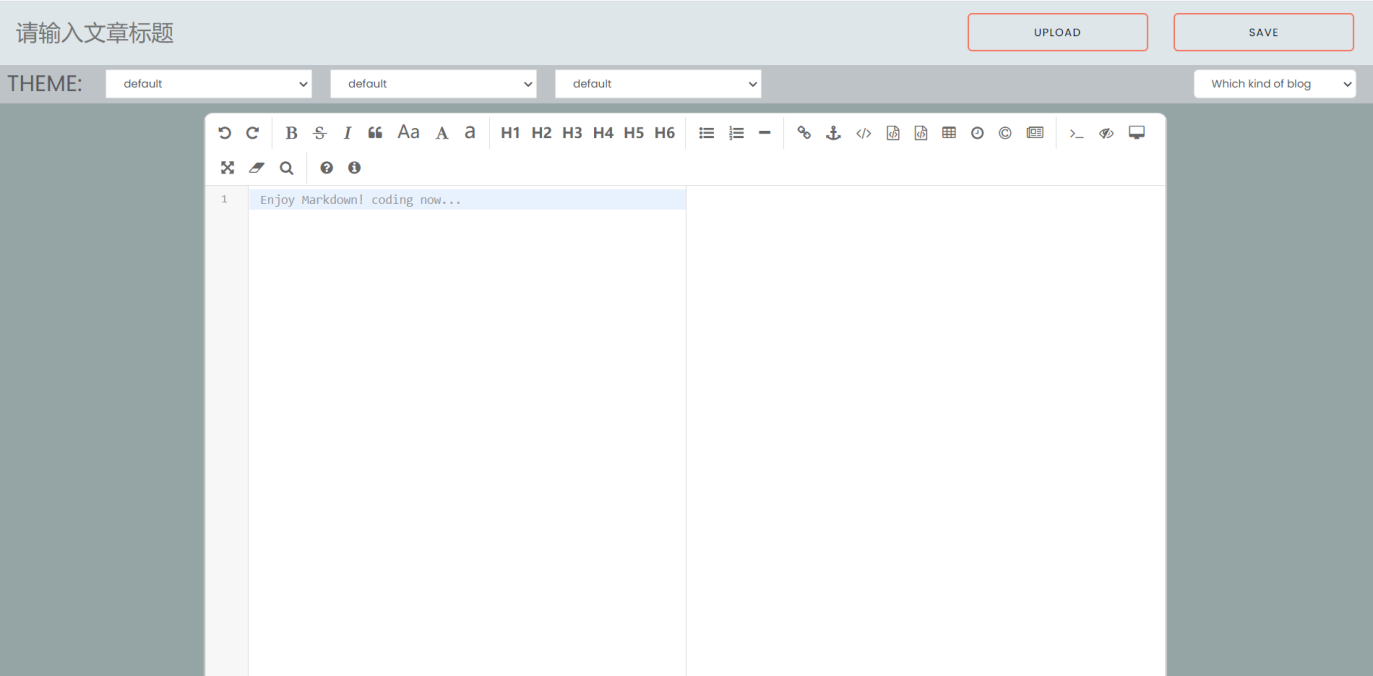 请输入文章标题 UPLOAD SAVE
THEME: default default default Which kind of blog
B S I Aa A a H1 H2 H3 H4 H5 H6
1 Enjoy Markdown! coding now...